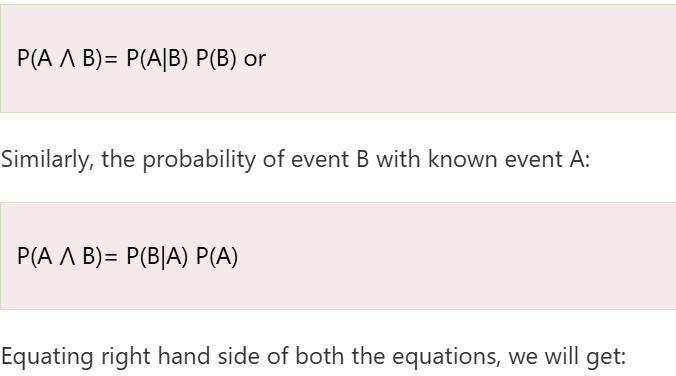 P(A ⋀ B)= P(A|B) P(B) or
Similarly, the probability of event B with known event A:
P(A ⋀ B)= P(B|A) P(A)
Equating right hand side of both the equations, we will get: